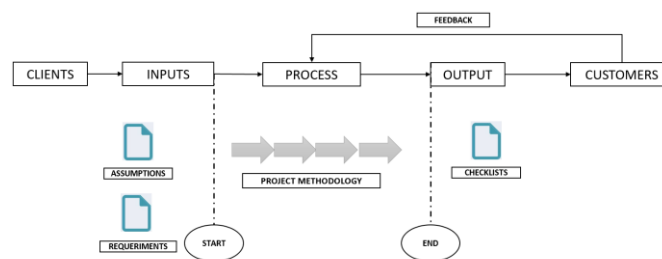 FEEDBACK
CLIENTS
INPUTS
PROCESS
OUTPUT
CUSTOMERS
ASSUMPTIONS
PROJECT METHODOLOGY
CHECKLISTS
REQUERIMENTS
START
END